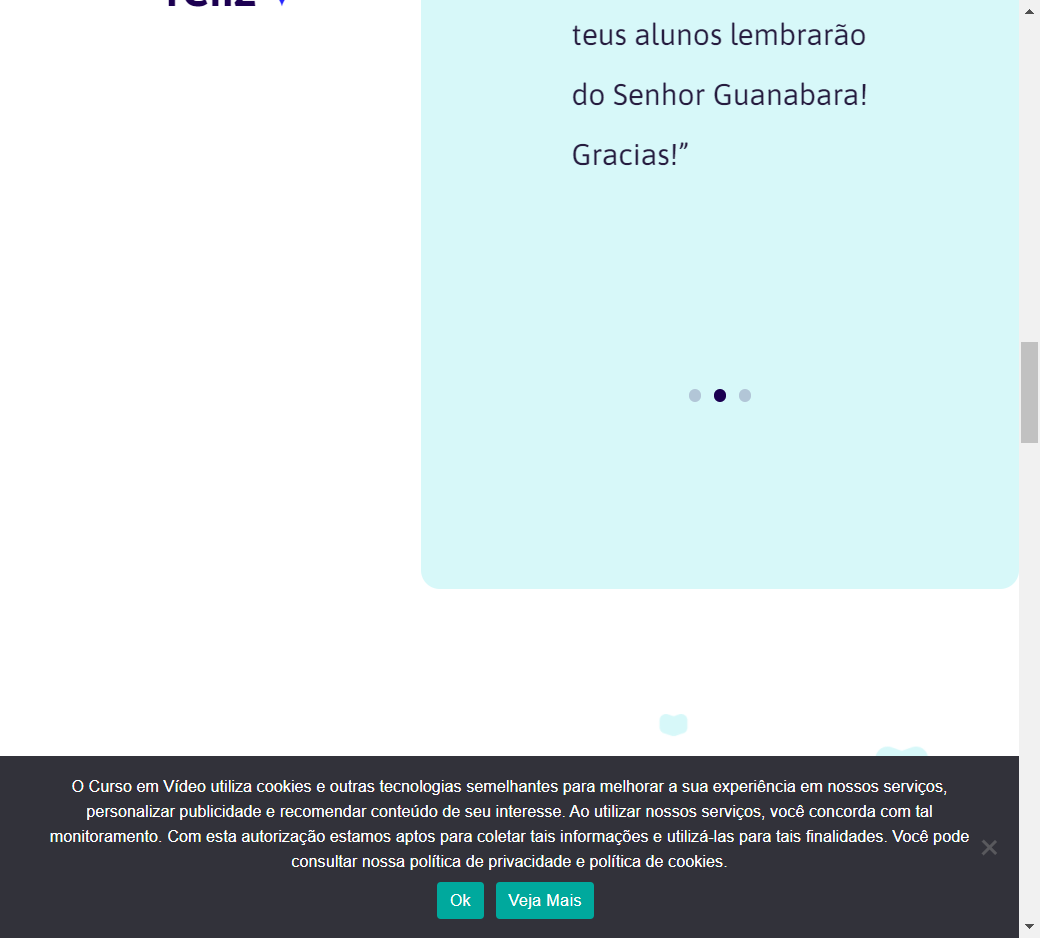 feliz
teus alunos lembrarão
do Senhor Guanabara!
Gracias!”
O Curso em Vídeo utiliza cookies e outras tecnologias semelhantes para melhorar a sua experiência em nossos serviços,
personalizar publicidade e recomendar conteúdo de seu interesse. Ao utilizar nossos serviços, você concorda com tal
monitoramento. Com esta autorização estamos aptos para coletar tais informações e utilizá-las para tais finalidades. Você pode
consultar nossa política de privacidade e política de cookies.
Ok
Veja Mais